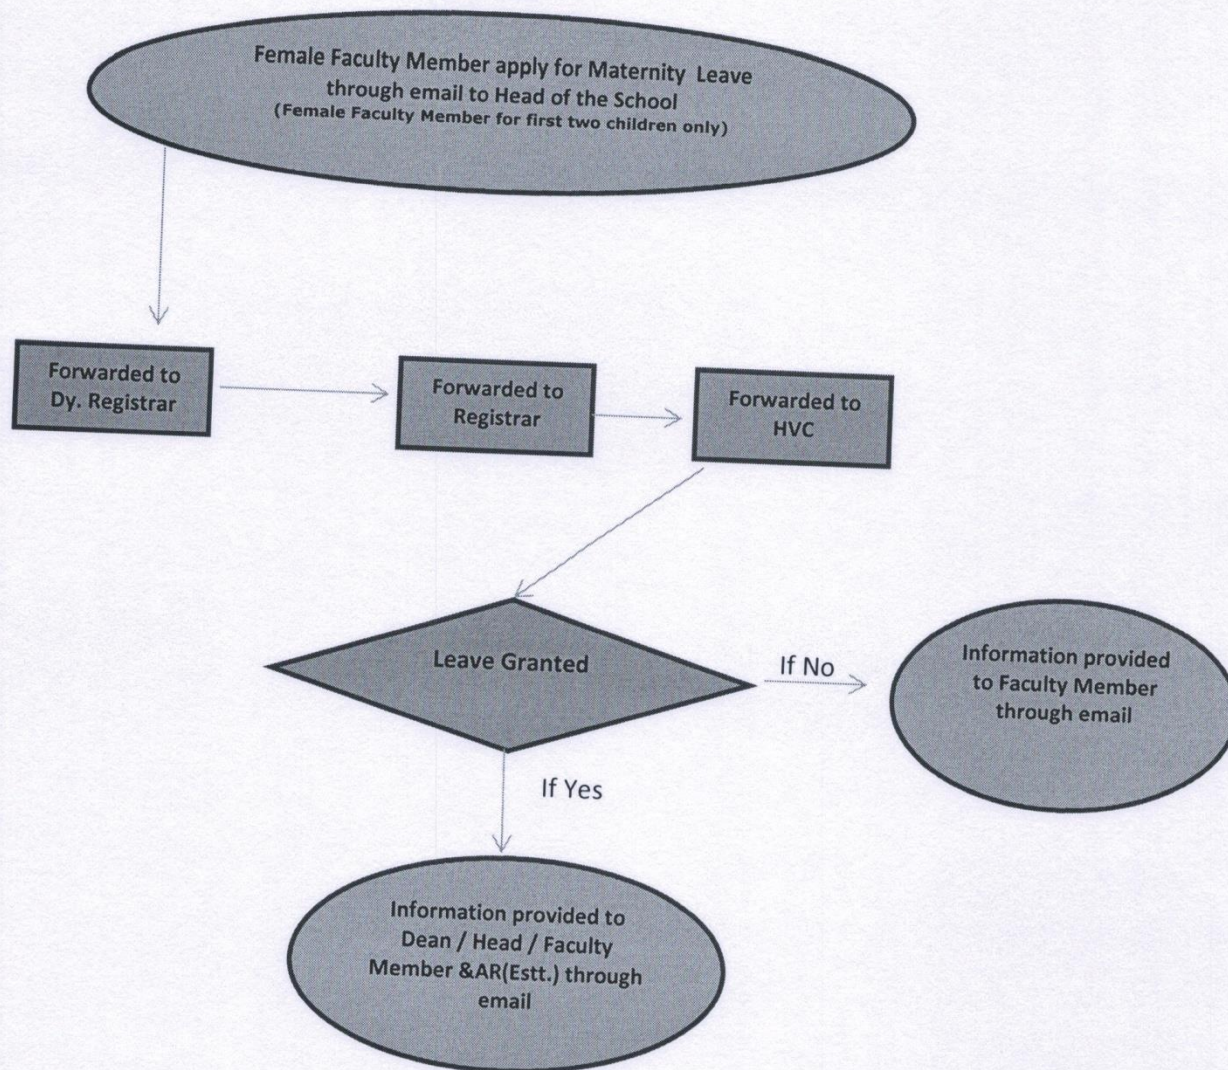 Female Faculty Member apply for Maternity Leave
through email to Head of the School
(Female Faculty Member for first two children only)
Forwarded to
Dy. Registrar
Forwarded to
Registrar
Forwarded to
HVC
Leave Granted
If No
Information provided
to Faculty Member
through email
If Yes
Information provided to
Dean / Head / Faculty
Member &AR(Estt.) through
email